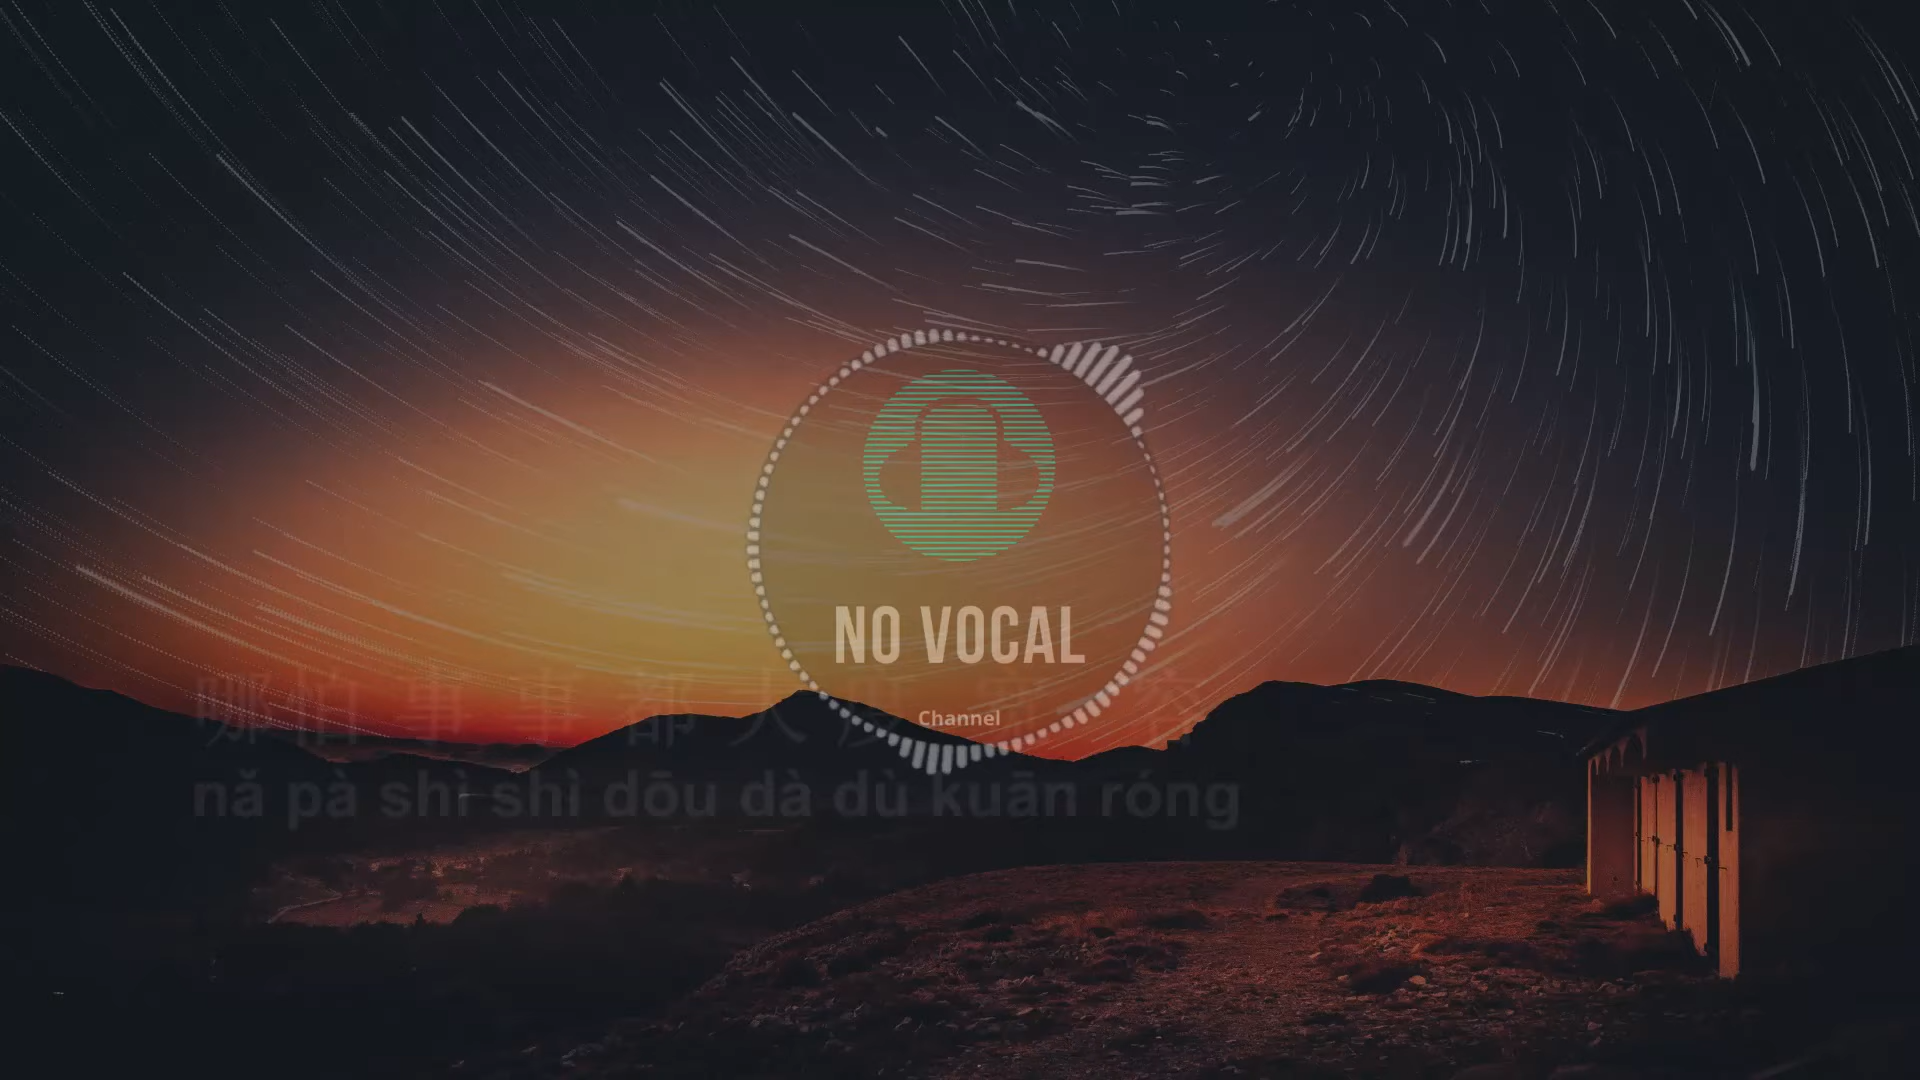 NO VOCAL
哪怕事事都大度宽容
Channel
nǎ pà shì shì dōu dà dù kuān róng